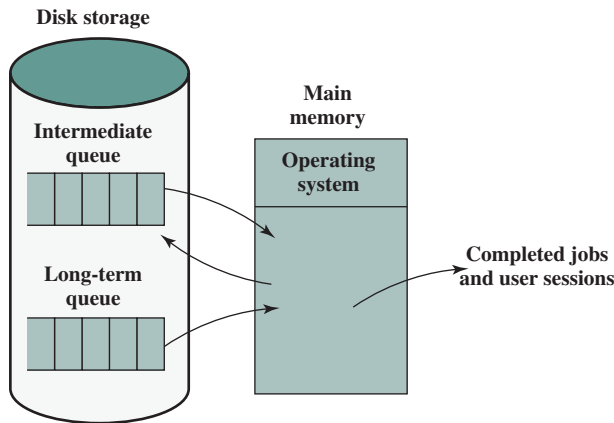 Disk storage
Intermediate
queue
Long-term
queue
Main
memory
Operating
system
Completed jobs
and user sessions